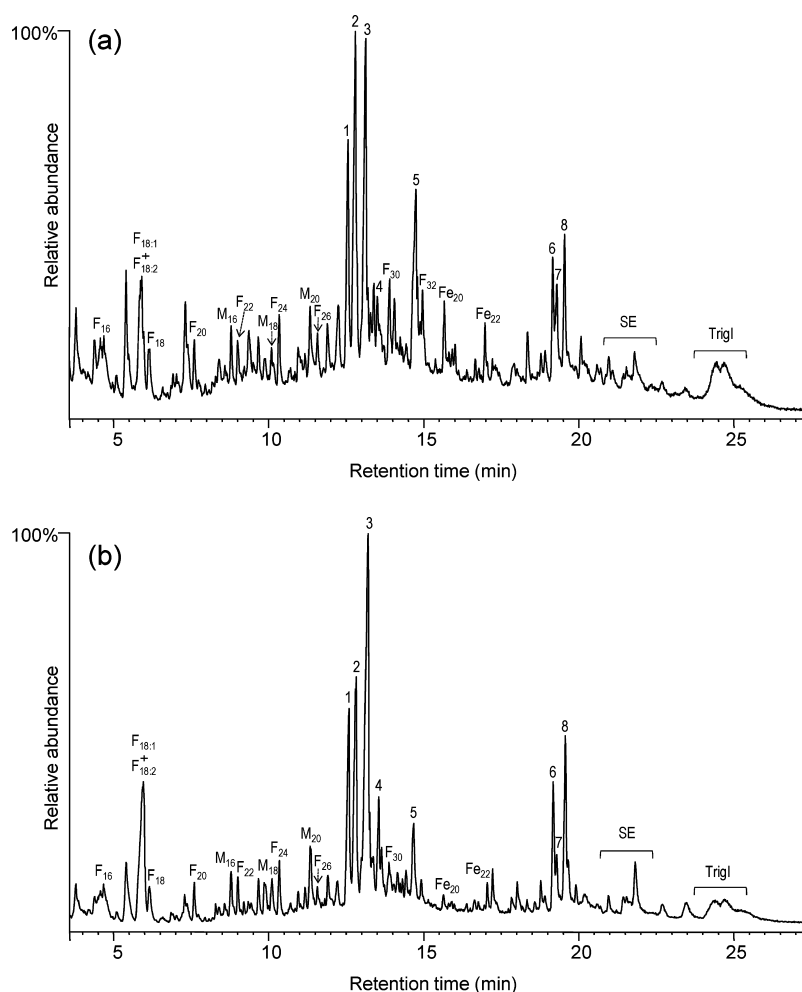 (a)
100%
Relative abundance
2
3
1
5
8
6
7
4
F18:1
+
F18:2
F16
F18
F20
M16
F22
M18
F24
M20
F26
F30
F32
Fe20
Fe22
SE
TrigI
5
10
15
20
25
Retention time (min)
(b)
100%
Relative abundance
3
2
1
4
5
8
6
7
F18:1
+
F18:2
F16
F18
F20
M16
F22
M18
F24
M20
F26
F30
Fe20
Fe22
SE
TrigI
5
10
15
20
25
Retention time (min)